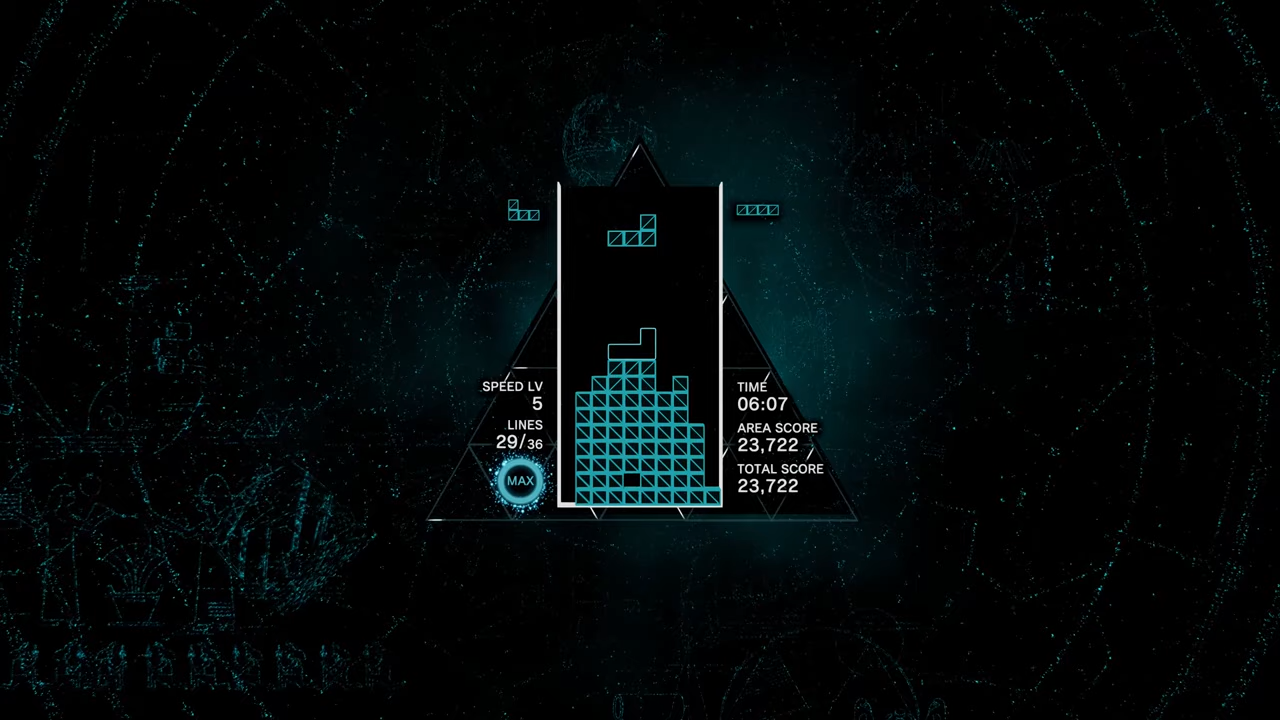 SPEED LV
5
LINES
29/36
MAX
TIME
06:07
AREA SCORE
23,722
TOTAL SCORE
23,722